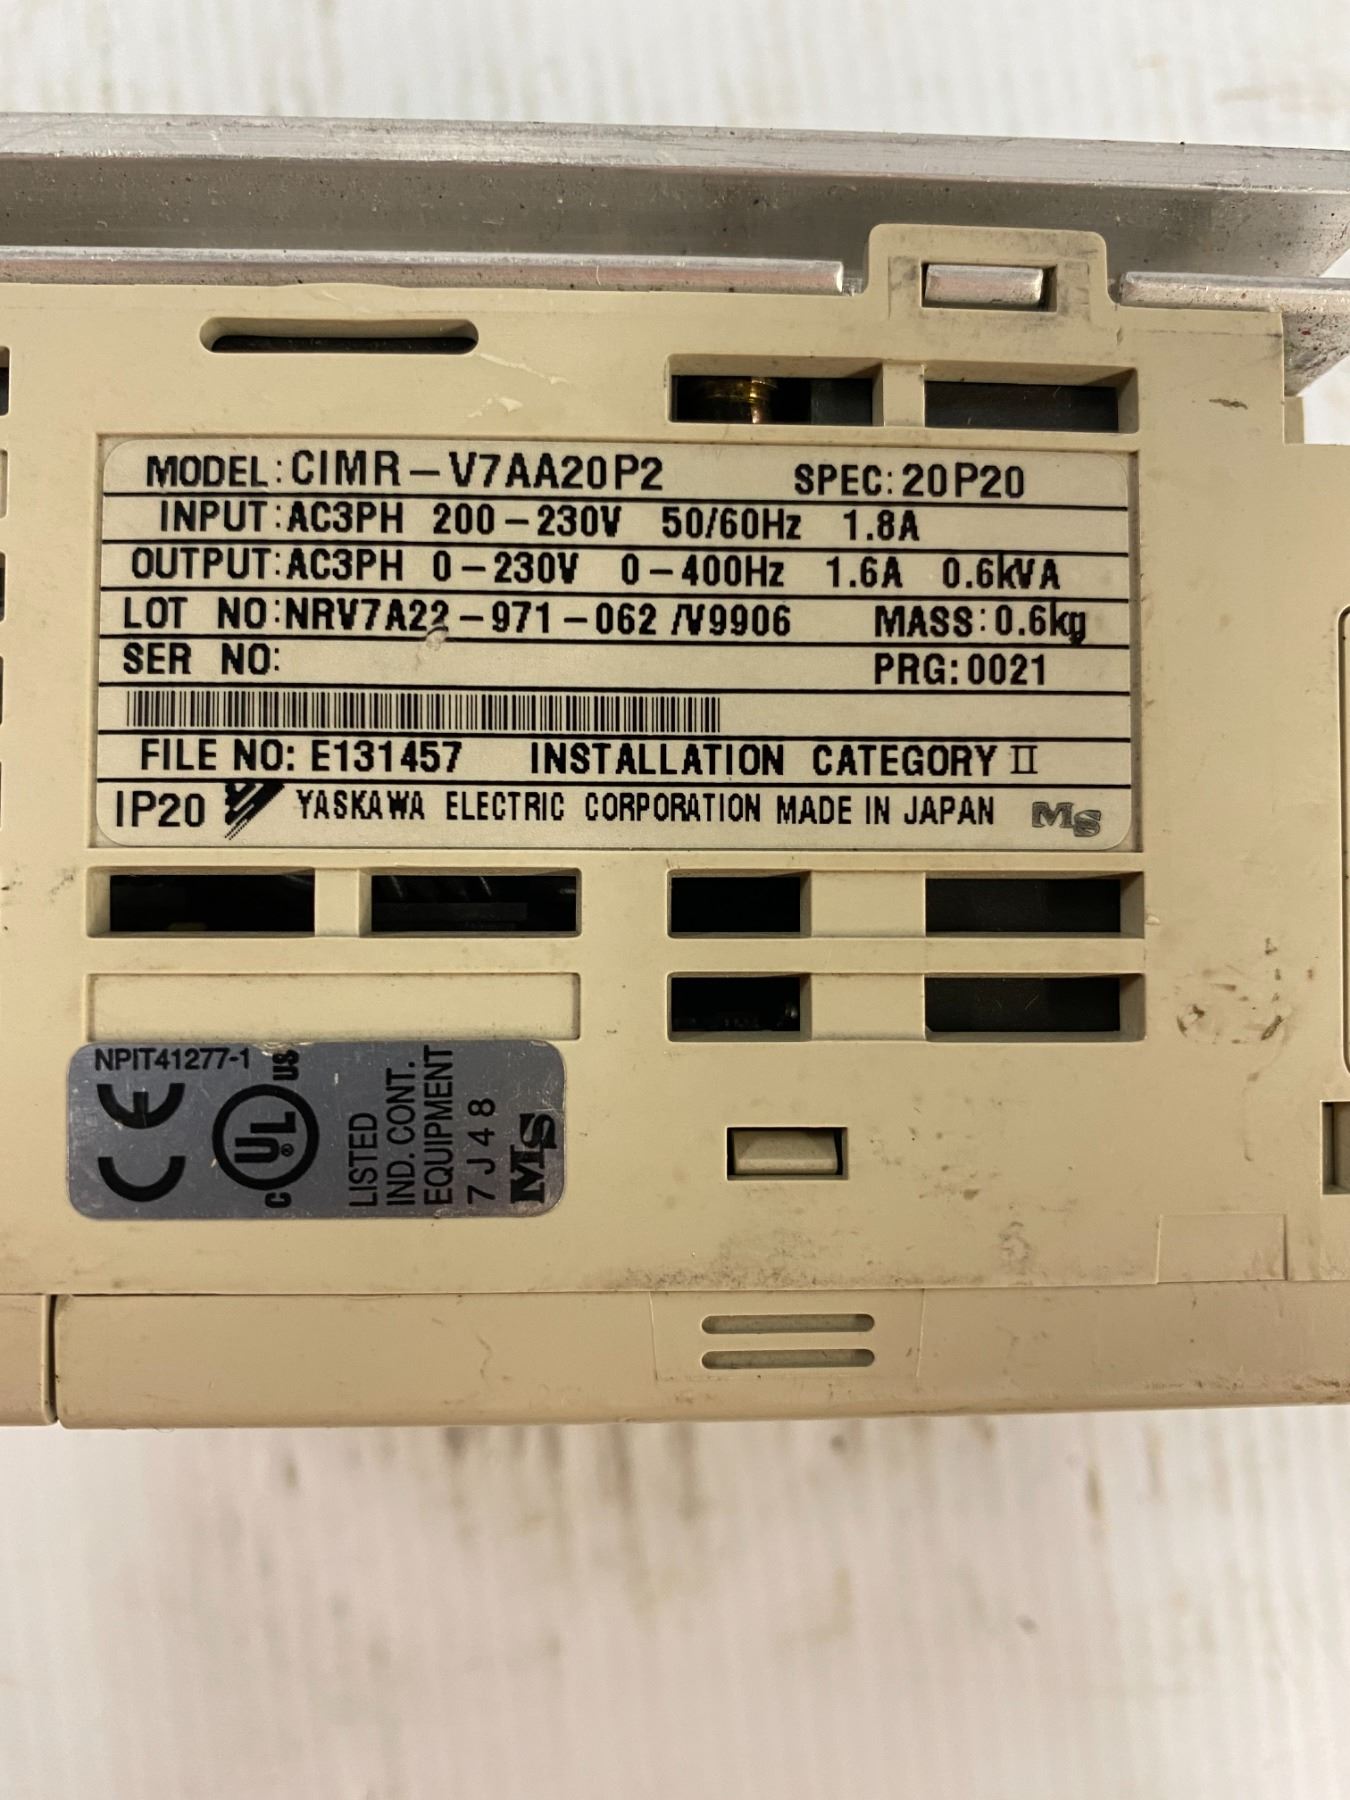 MODEL:CIMR-V7AA20P2 SPEC:20P20
INPUT:AC3PH 200-230V 50/60Hz 1.8A
OUTPUT:AC3PH 0-230V 0-400Hz 1.6A 0.6kVA
LOT NO:NRV7A22-971-062/V9906 MASS:0.6kg
SER NO: PRG:0021
FILE NO: E131457 INSTALLATION CATEGORY II
IP20 YASKAWA ELECTRIC CORPORATION MADE IN JAPAN MS
NPIT41277-1
CE
C UL® US
LISTED
IND. CONT.
EQUIPMENT
7J48
MS